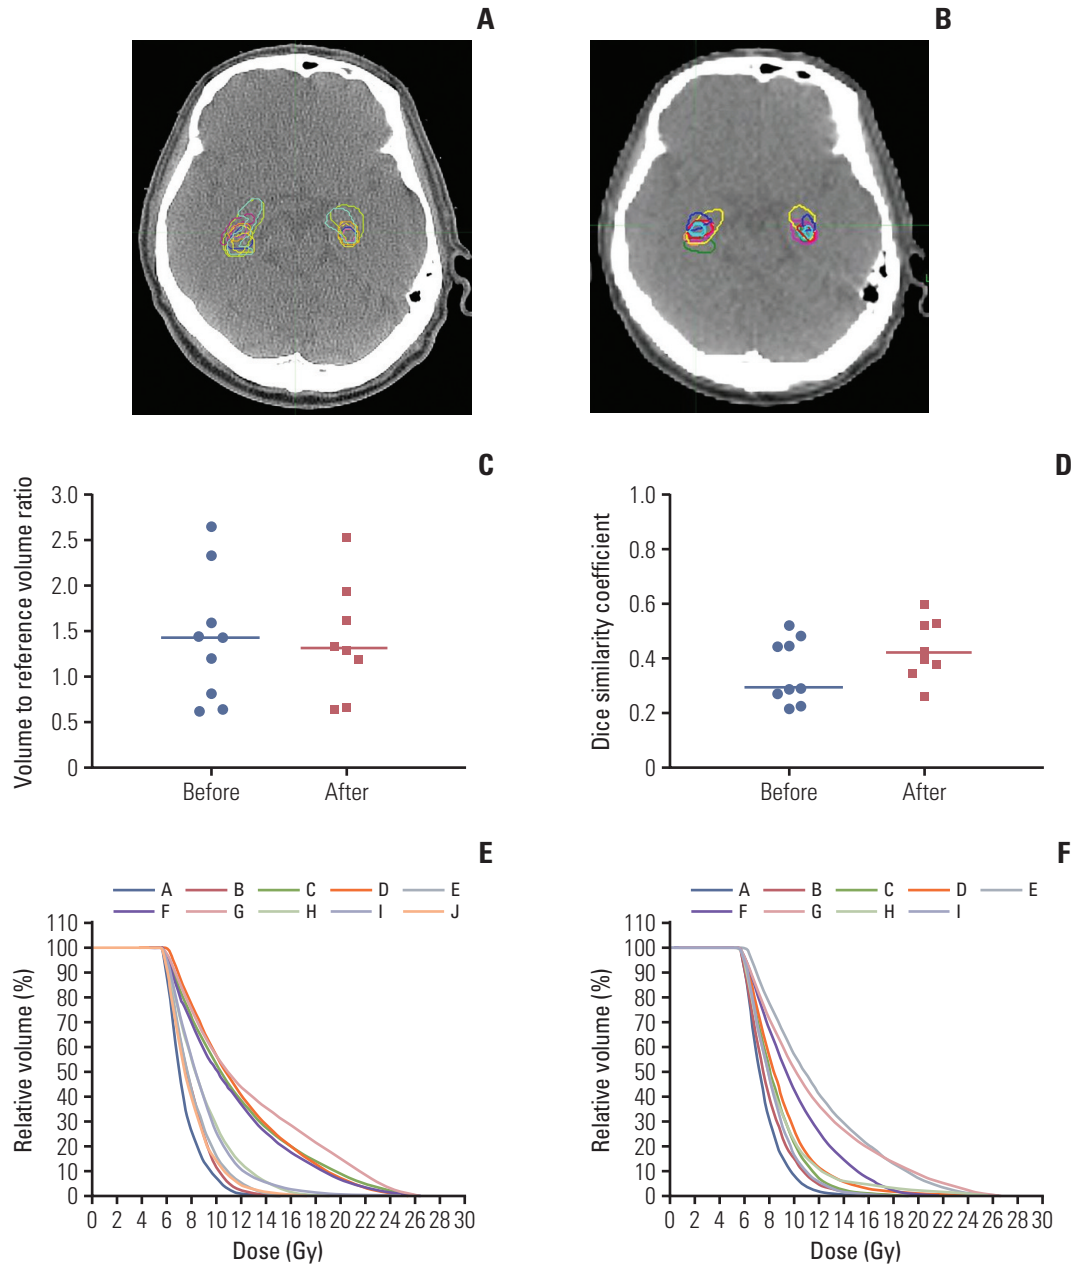 A
B
C
Volume to reference volume ratio
3.0
2.5
2.0
1.5
1.0
0.5
0
Before After
D
Dice similarity coefficient
1.0
0.8
0.6
0.4
0.2
0
Before After
E
A B C D E
F G H I J
Relative volume (%)
110
100
90
80
70
60
50
40
30
20
10
0
0 2 4 6 8 10 12 14 16 18 20 22 24 26 28 30
Dose (Gy)
F
A B C D E
F G H I
Relative volume (%)
110
100
90
80
70
60
50
40
30
20
10
0
0 2 4 6 8 10 12 14 16 18 20 22 24 26 28 30
Dose (Gy)